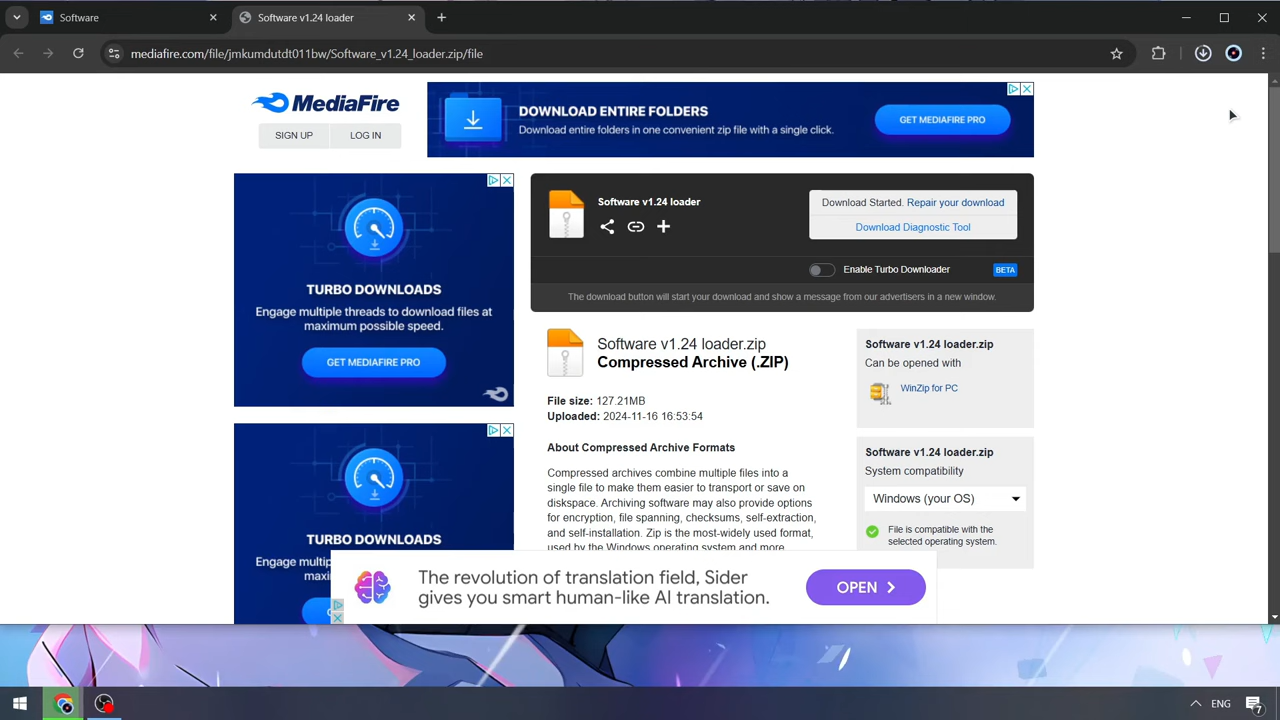 Software
Software v1.24 loader
mediafire.com/file/jmkumudtzt011bw/Software_v1.24_loader.zip/file
MediaFire
SIGN UP
LOG IN
DOWNLOAD ENTIRE FOLDERS
Download entire folders in one convenient zip file with a single click.
GET MEDIAFIRE PRO
TURBO DOWNLOADS
Engage multiple threads to download files at
maximum possible speed.
GET MEDIAFIRE PRO
Software v1.24 loader
Download Started. Repair your download
Download Diagnostic Tool
Enable Turbo Downloader
BETA
The download button will start your download and show a message from our advertisers in a new window.
Software v1.24 loader.zip
Compressed Archive (.ZIP)
File size: 127.21MB
Uploaded: 2024-11-16 16:53:54
About Compressed Archive Formats
Compressed archives combine multiple files into a
single file to make them easier to transport or save on
diskspace. Archiving software may also provide options
for encryption, file spanning, checksums, self-extraction,
and self-installation. Zip is the most-widely used format,
used by the Windows operating system and more
Software v1.24 loader.zip
Can be opened with
WinZip for PC
Software v1.24 loader.zip
System compatibility
Windows (your OS)
File is compatible with the
selected operating system.
TURBO DOWNLOADS
Engage
The revolution of translation field, Sider
gives you smart human-like AI translation.
OPEN
ENG
7